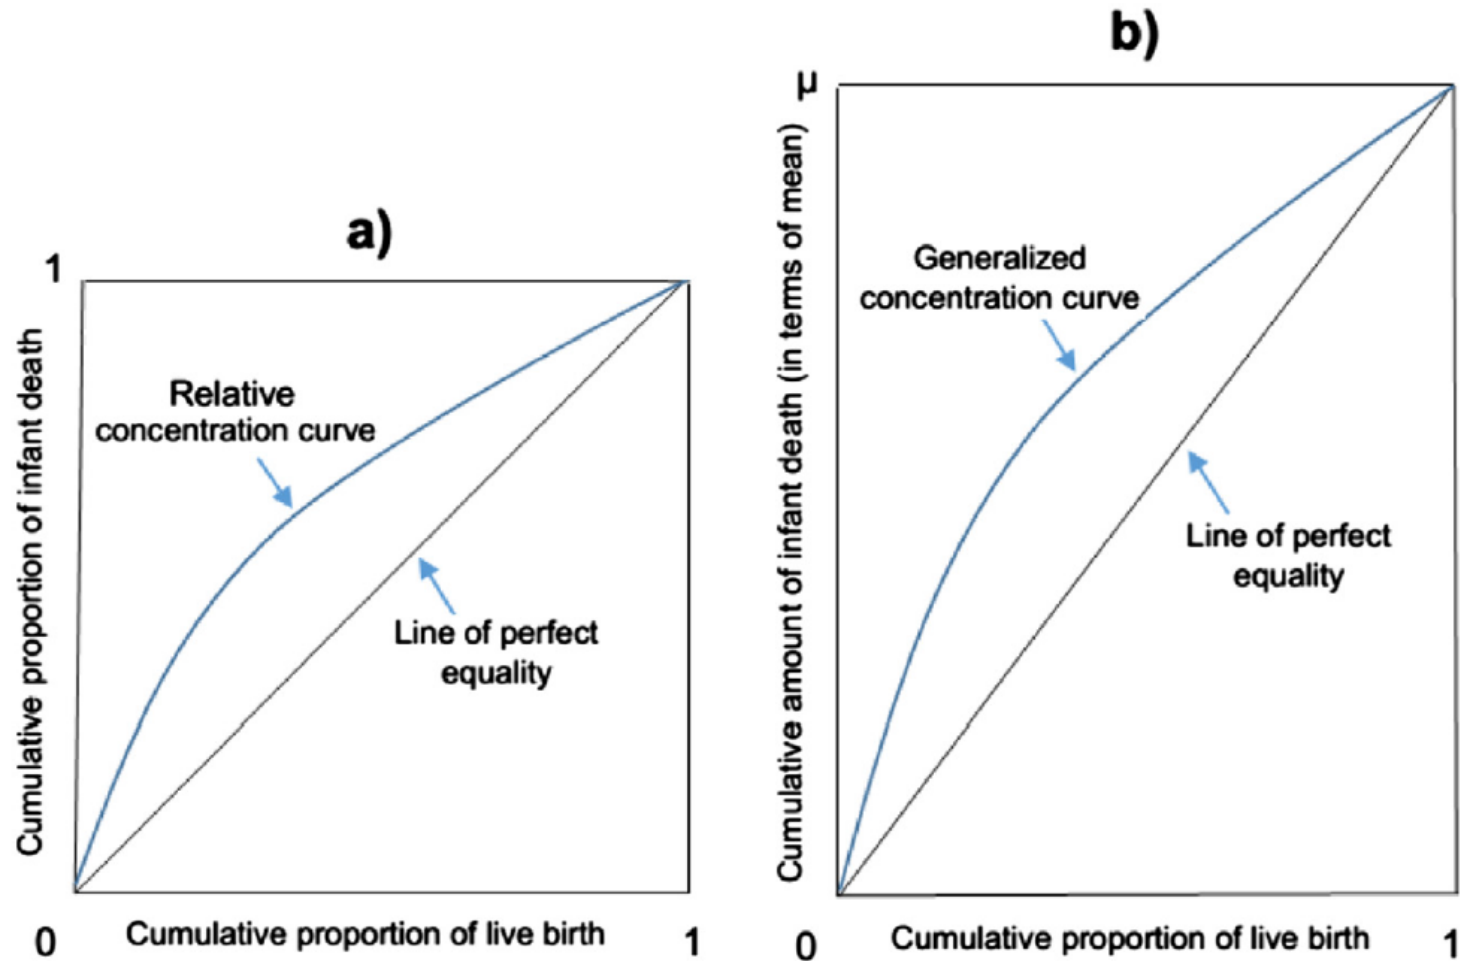 a)
1
Cumulative proportion of infant death
Relative
concentration curve
Line of perfect
equality
0
Cumulative proportion of live birth
1
b)
μ
Cumulative amount of infant death (in terms of mean)
Generalized
concentration curve
Line of perfect
equality
0
Cumulative proportion of live birth
1